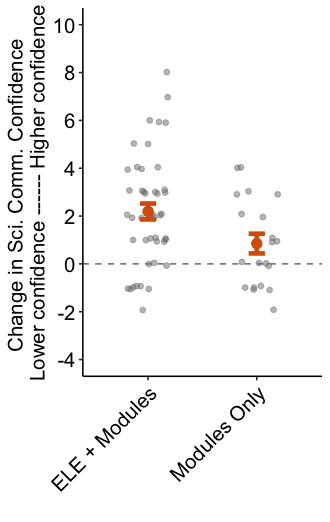 Change in Sci. Comm. Confidence
Lower confidence ------ Higher confidence
10
8
6
4
2
0
-2
-4
ELE + Modules
Modules Only